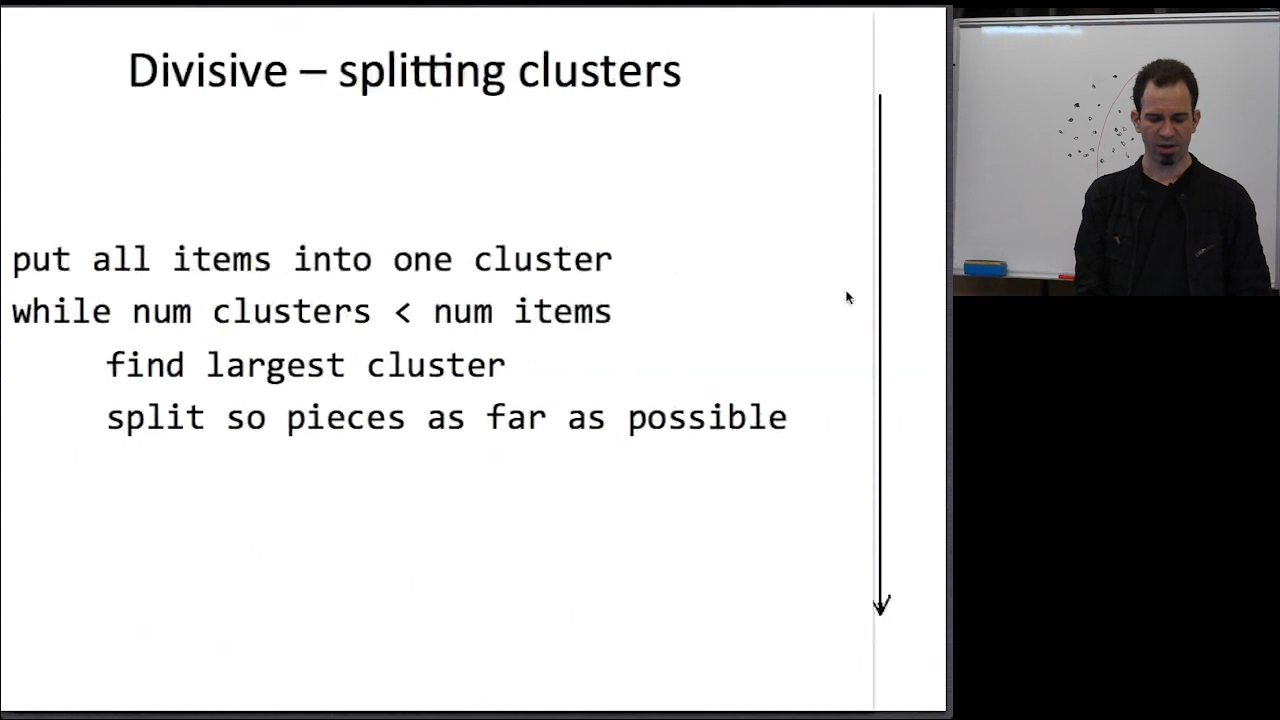 Divisive – splitting clusters
put all items into one cluster
while num clusters < num items
find largest cluster
split so pieces as far as possible